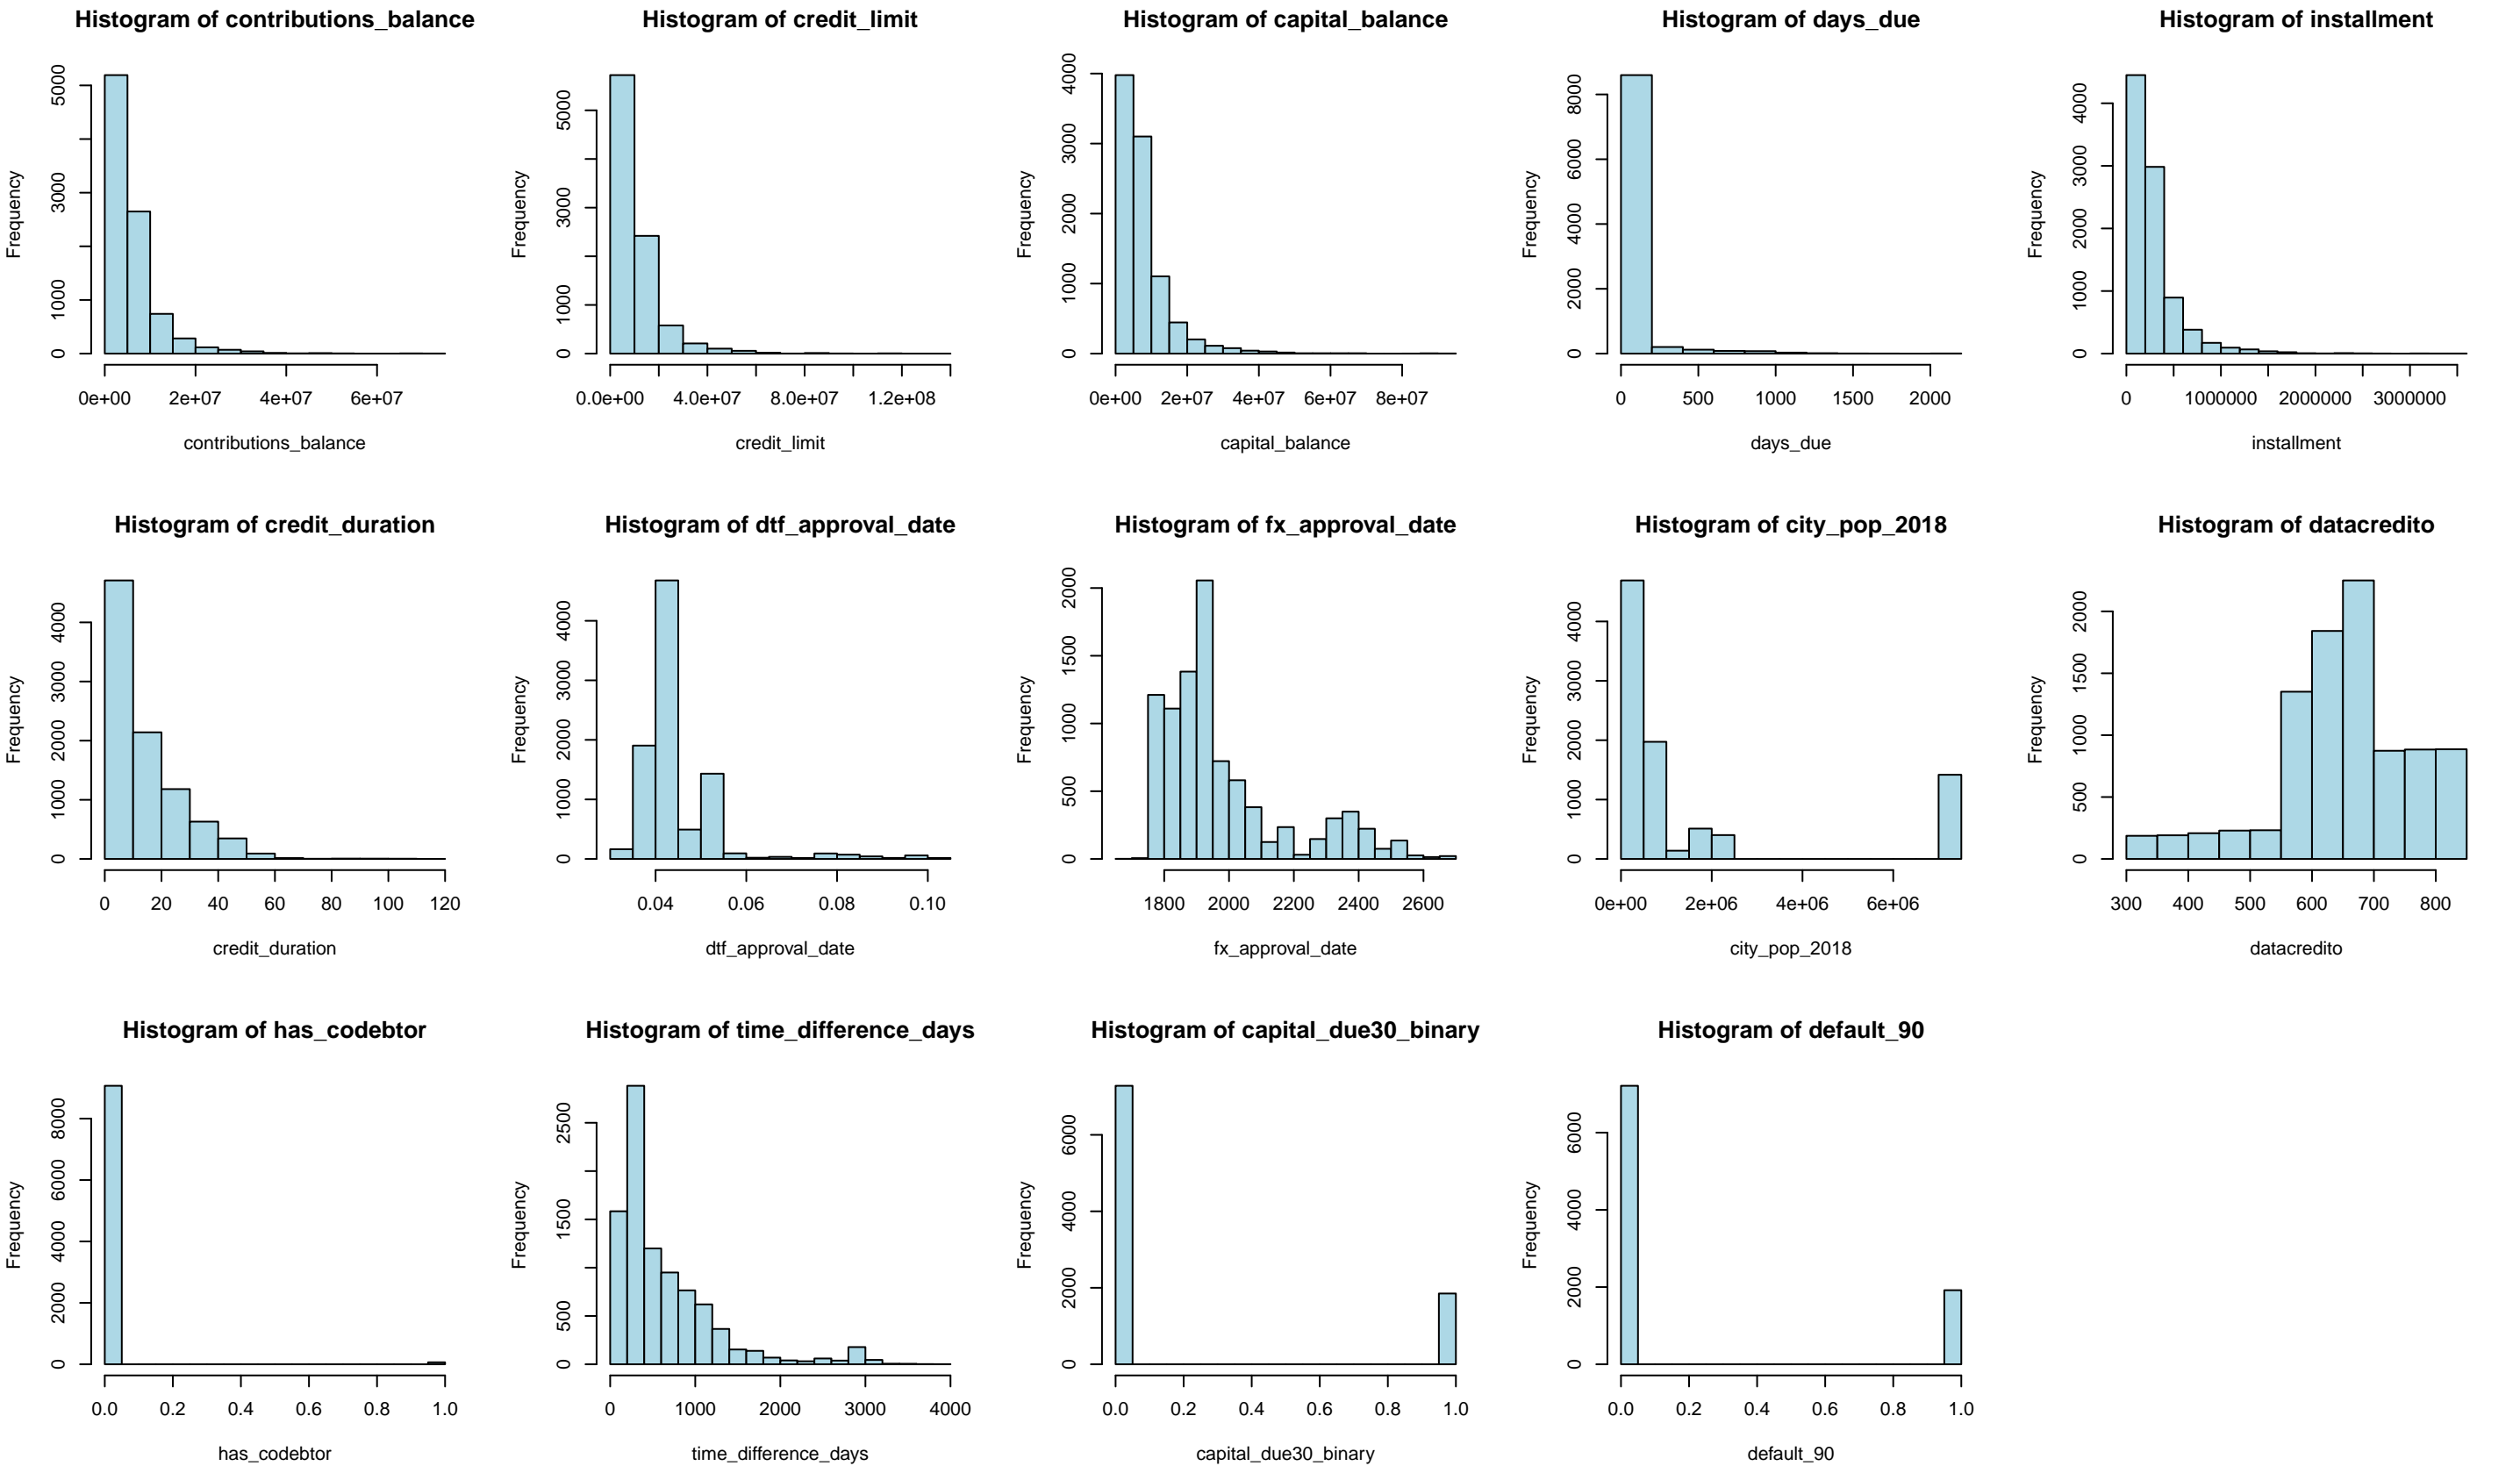 Histogram of contributions_balance
Frequency
0 1000 3000 5000
0e+00 2e+07 4e+07 6e+07
contributions_balance
Histogram of credit_limit
Frequency
0 1000 3000 5000
0.0e+00 4.0e+07 8.0e+07 1.2e+08
credit_limit
Histogram of capital_balance
Frequency
0 1000 2000 3000 4000
0e+00 2e+07 4e+07 6e+07 8e+07
capital_balance
Histogram of days_due
Frequency
0 2000 4000 6000 8000
0 500 1000 1500 2000
days_due
Histogram of installment
Frequency
0 1000 2000 3000 4000
0 1000000 2000000 3000000
installment
Histogram of credit_duration
Frequency
0 1000 2000 3000 4000
0 20 40 60 80 100 120
credit_duration
Histogram of dtf_approval_date
Frequency
0 1000 2000 3000 4000
0.04 0.06 0.08 0.10
dtf_approval_date
Histogram of fx_approval_date
Frequency
0 500 1000 1500 2000
1800 2000 2200 2400 2600
fx_approval_date
Histogram of city_pop_2018
Frequency
0 1000 2000 3000 4000
0e+00 2e+06 4e+06 6e+06
city_pop_2018
Histogram of datacredito
Frequency
0 500 1000 1500 2000
300 400 500 600 700 800
datacredito
Histogram of has_codebtor
Frequency
0 2000 4000 6000 8000
0.0 0.2 0.4 0.6 0.8 1.0
has_codebtor
Histogram of time_difference_days
Frequency
0 500 1500 2500
0 1000 2000 3000 4000
time_difference_days
Histogram of capital_due30_binary
Frequency
0 2000 4000 6000
0.0 0.2 0.4 0.6 0.8 1.0
capital_due30_binary
Histogram of default_90
Frequency
0 2000 4000 6000
0.0 0.2 0.4 0.6 0.8 1.0
default_90